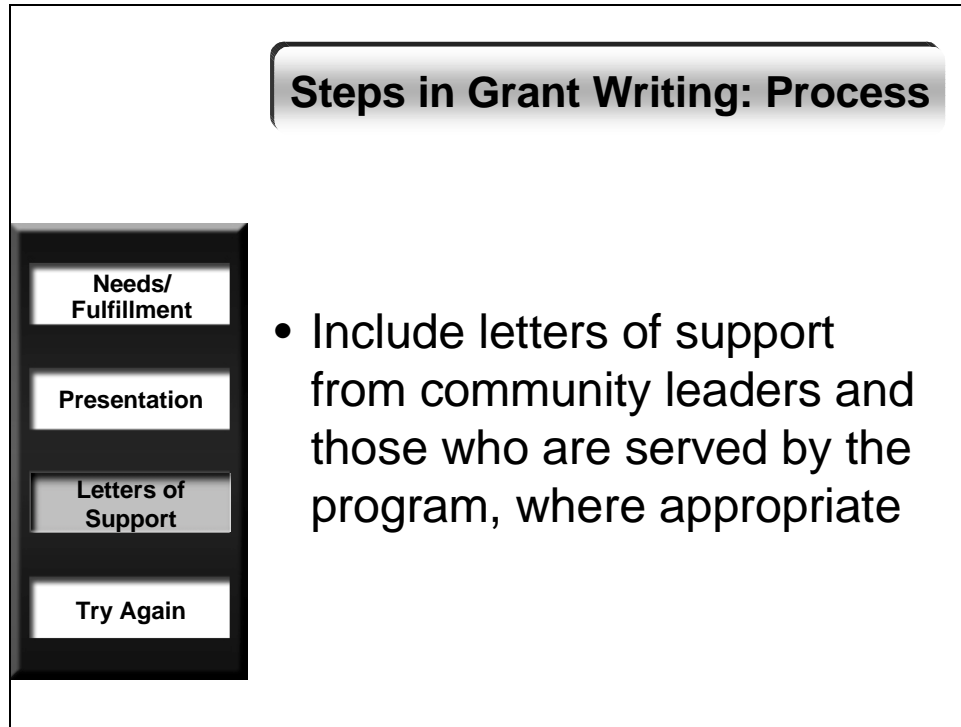 Steps in Grant Writing: Process
Needs/
Fulfillment
Presentation
Letters of
Support
Try Again
• Include letters of support
from community leaders and
those who are served by the
program, where appropriate